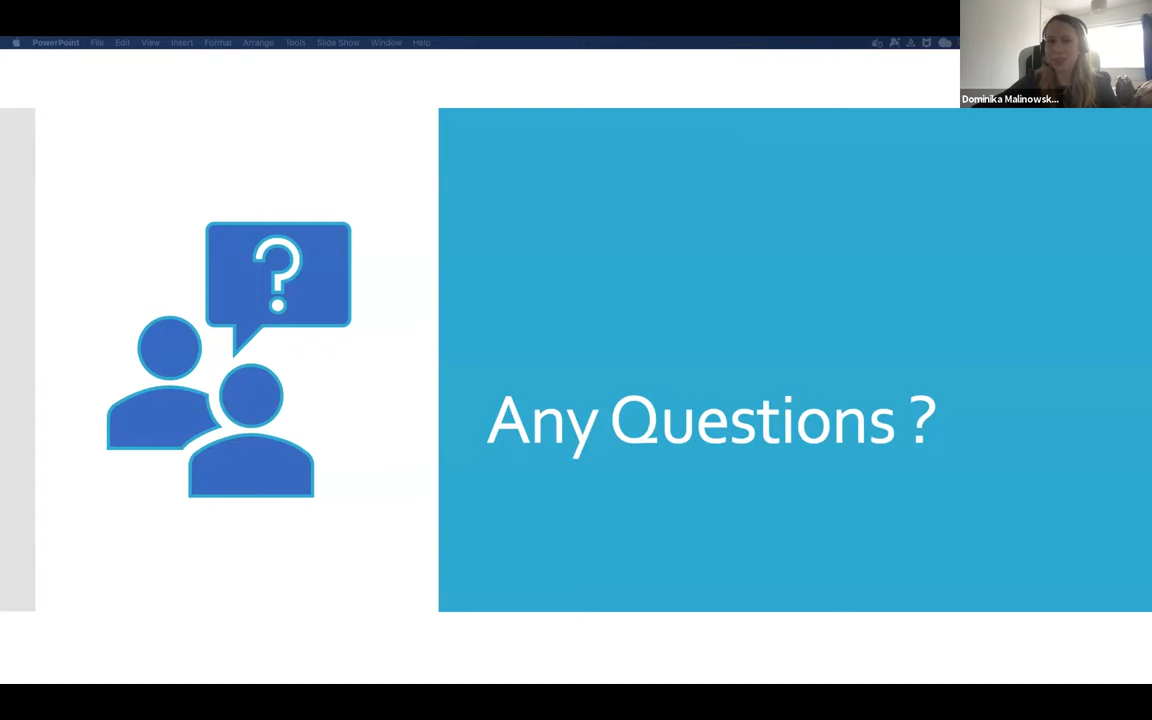 PowerPoint File Edit View Insert Format Arrange Tools Slide Show Window Help
Dominika Malinowsk...
?
Any Questions ?